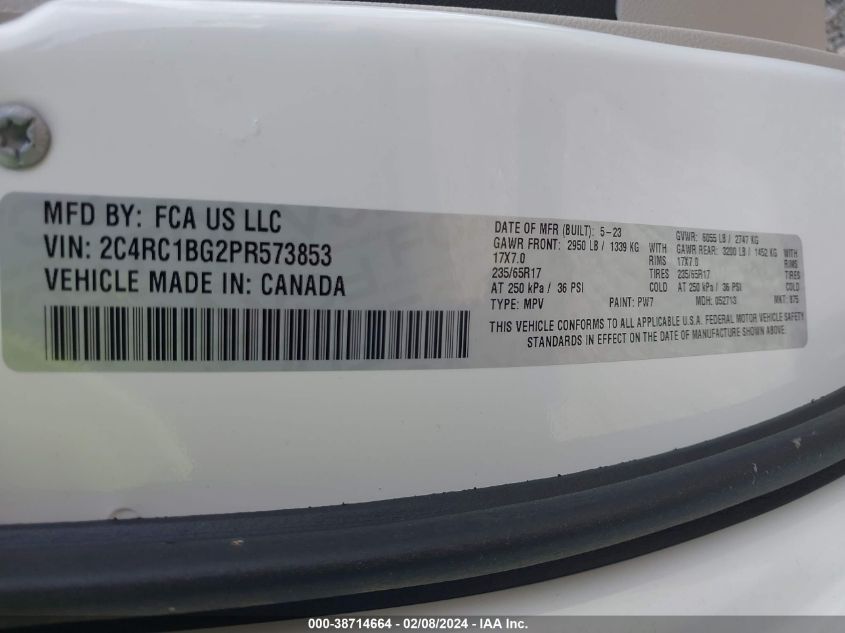 MFD BY: FCA US LLC
VIN: 2C4RC1BG2PR573853
VEHICLE MADE IN: CANADA
DATE OF MFR (BUILT): 5-23 GVWR: 6055 LB / 2747 KG
GAWR FRONT: 2950 LB / 1339 KG GAWR REAR: 3200 LB / 1452 KG
17X7.0 RIMS 17X7.0 RIMS
235/65R17 TIRES 235/65R17 TIRES
AT 250 kPa / 36 PSI COLD AT 250 kPa / 36 PSI COLD
TYPE: MPV PAINT: PW7 MDH: 052713 MKT: 875
THIS VEHICLE CONFORMS TO ALL APPLICABLE U.S.A. FEDERAL MOTOR VEHICLE SAFETY
STANDARDS IN EFFECT ON THE DATE OF MANUFACTURE SHOWN ABOVE.
000-38714664 - 02/08/2024 - IAA Inc.